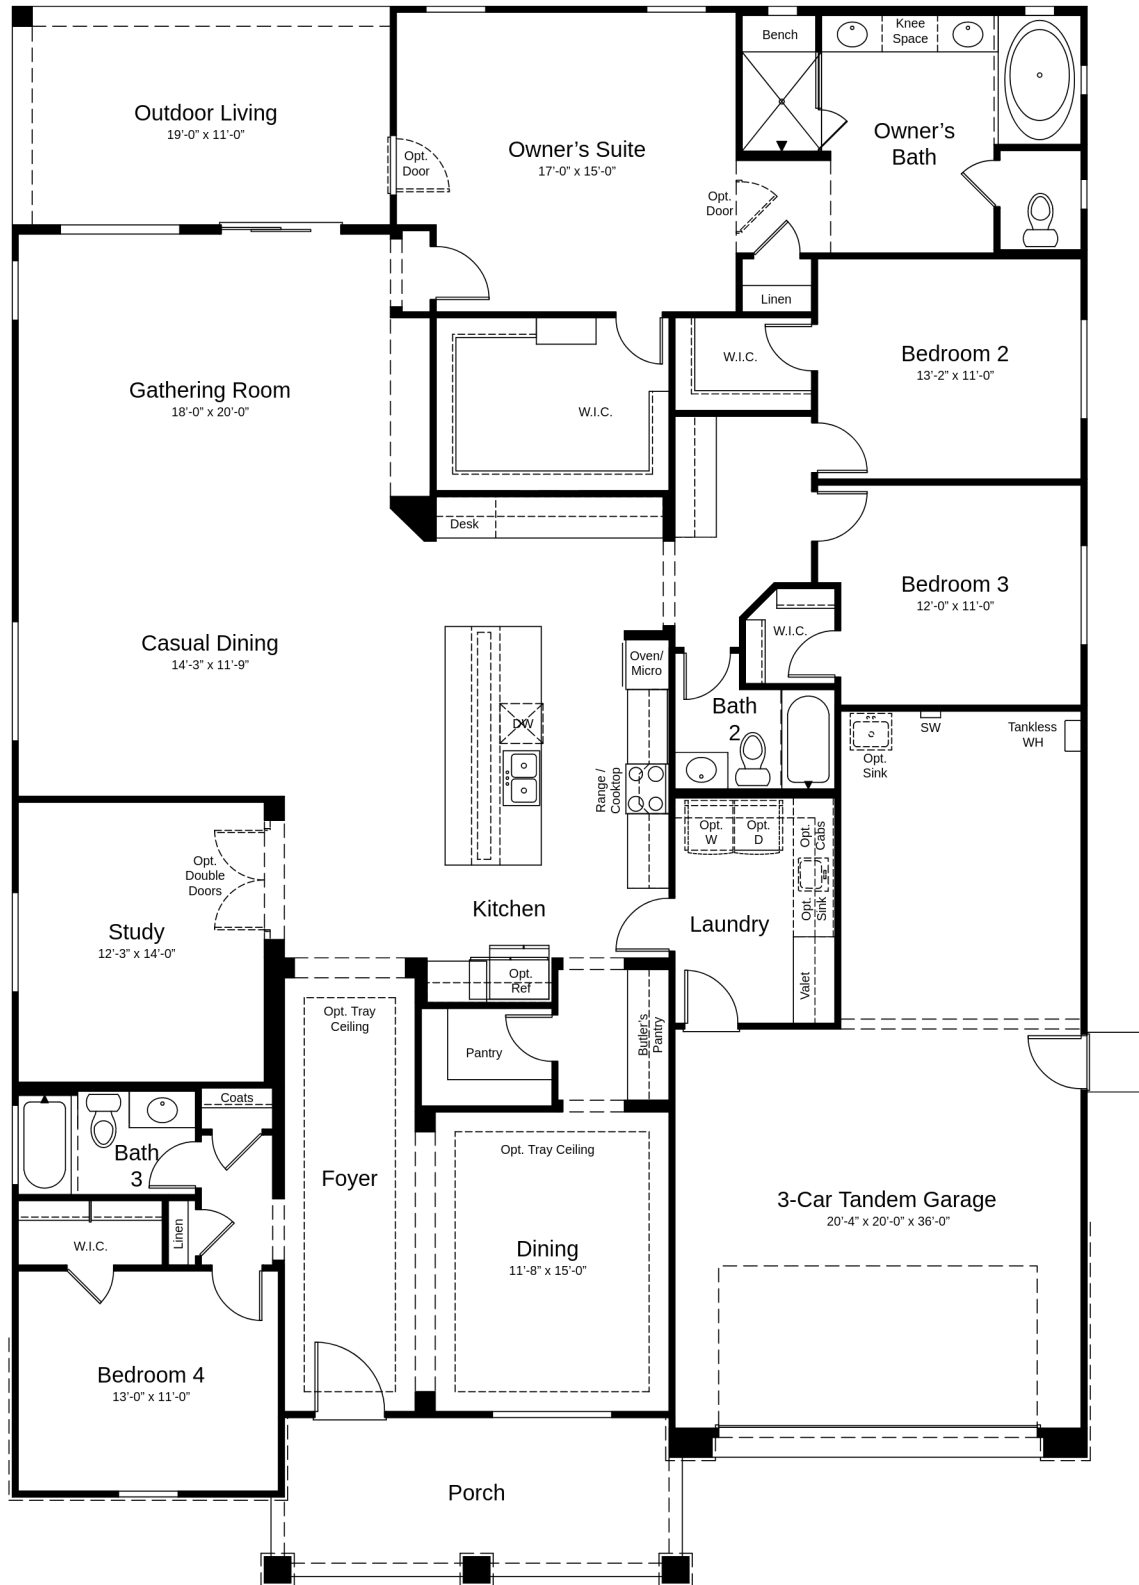 Bench
Knee
Space
Outdoor Living
19'-0" x 11'-0"
Owner's Suite
17'-0" x 15'-0"
Owner's
Bath
Opt.
Door
Opt.
Door
Linen
Gathering Room
18'-0" x 20'-0"
W.I.C.
Bedroom 2
13'-2" x 11'-0"
W.I.C.
Desk
Bedroom 3
12'-0" x 11'-0"
Casual Dining
14'-3" x 11'-9"
W.I.C.
Oven/
Micro
DW
Bath
2
SW
Tankless
WH
Opt.
Sink
Range /
Cooktop
Opt.
W
Opt.
D
Opt.
Cabs
Opt.
Double
Doors
Opt.
Sink
Study
12'-3" x 14'-0"
Kitchen
Laundry
Opt.
Ref
Valet
Opt. Tray
Ceiling
Pantry
Butler's
Pantry
Coats
Bath
3
Opt. Tray Ceiling
Foyer
3-Car Tandem Garage
20'-4" x 20'-0" x 36'-0"
Linen
W.I.C.
Dining
11'-8" x 15'-0"
Bedroom 4
13'-0" x 11'-0"
Porch